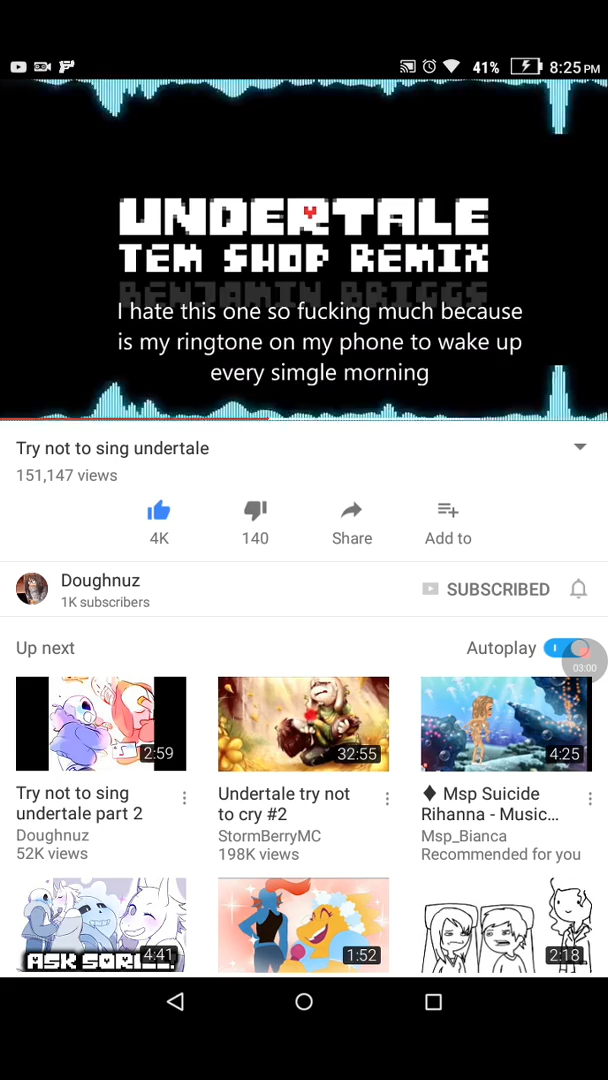 41% 8:25 PM
UNDERTALE
TEM SHOP REMIX
BENJAMIN BRIGGS
I hate this one so fucking much because
is my ringtone on my phone to wake up
every simgle morning
Try not to sing undertale
151,147 views
4K 140 Share Add to
Doughnuz
1K subscribers
SUBSCRIBED
Up next
Autoplay
03:00
2:59
32:55
4:25
Try not to sing
undertale part 2
Doughnuz
52K views
Undertale try not
to cry #2
StormBerryMC
198K views
♦ Msp Suicide
Rihanna - Music...
Msp_Bianca
Recommended for you
4:41
1:52
2:18